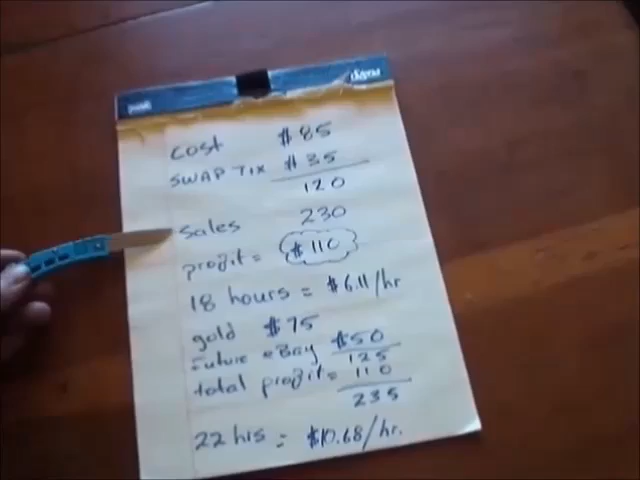 cost $85
SWAP TIX $35
120
sales 230
profit = $110
18 hours = $6.11/hr
gold $75
Future eBay $50
125
total profit = 110
235
22 hrs = $10.68/hr.